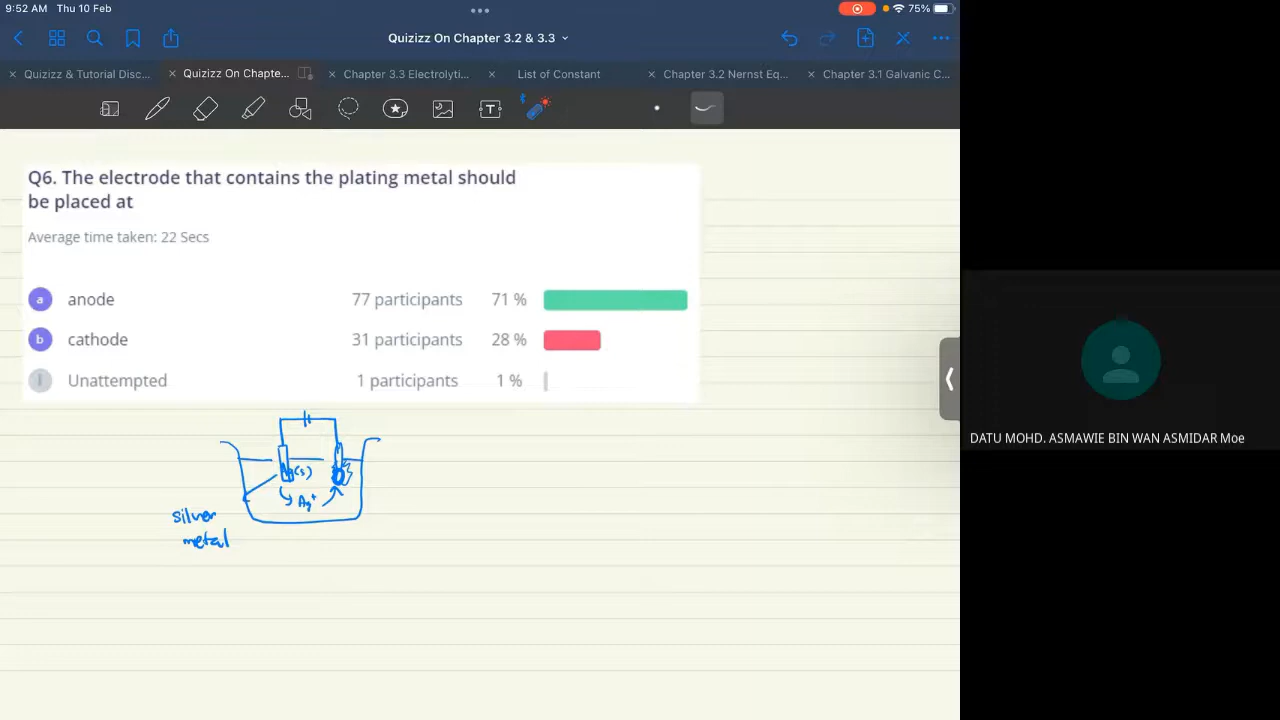 9:52 AM Thu 10 Feb
75%
Quizizz On Chapter 3.2 & 3.3
Quizizz & Tutorial Disc...
Quizizz On Chapte...
Chapter 3.3 Electrolyti...
List of Constant
Chapter 3.2 Nernst Eq...
Chapter 3.1 Galvanic C...
Q6. The electrode that contains the plating metal should
be placed at
Average time taken: 22 Secs
a anode 77 participants 71 %
b cathode 31 participants 28 %
Unattempted 1 participants 1 %
Ag(s)
Ag+
silver
metal
DATU MOHD. ASMAWIE BIN WAN ASMIDAR Moe